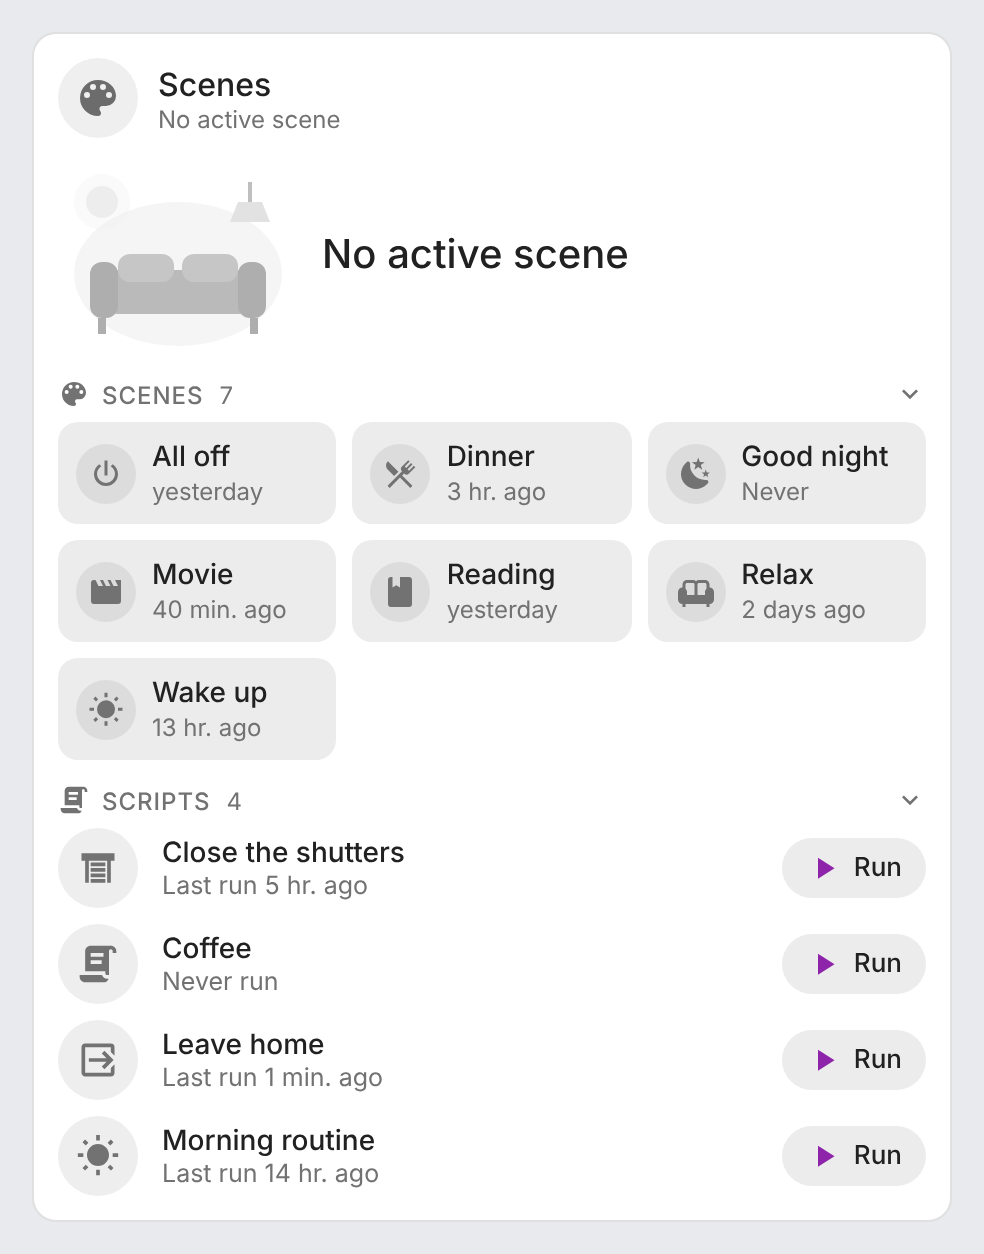 Scenes
No active scene
No active scene
SCENES 7
All off
yesterday
Dinner
3 hr. ago
Good night
Never
Movie
40 min. ago
Reading
yesterday
Relax
2 days ago
Wake up
13 hr. ago
SCRIPTS 4
Close the shutters
Last run 5 hr. ago
Run
Coffee
Never run
Run
Leave home
Last run 1 min. ago
Run
Morning routine
Last run 14 hr. ago
Run